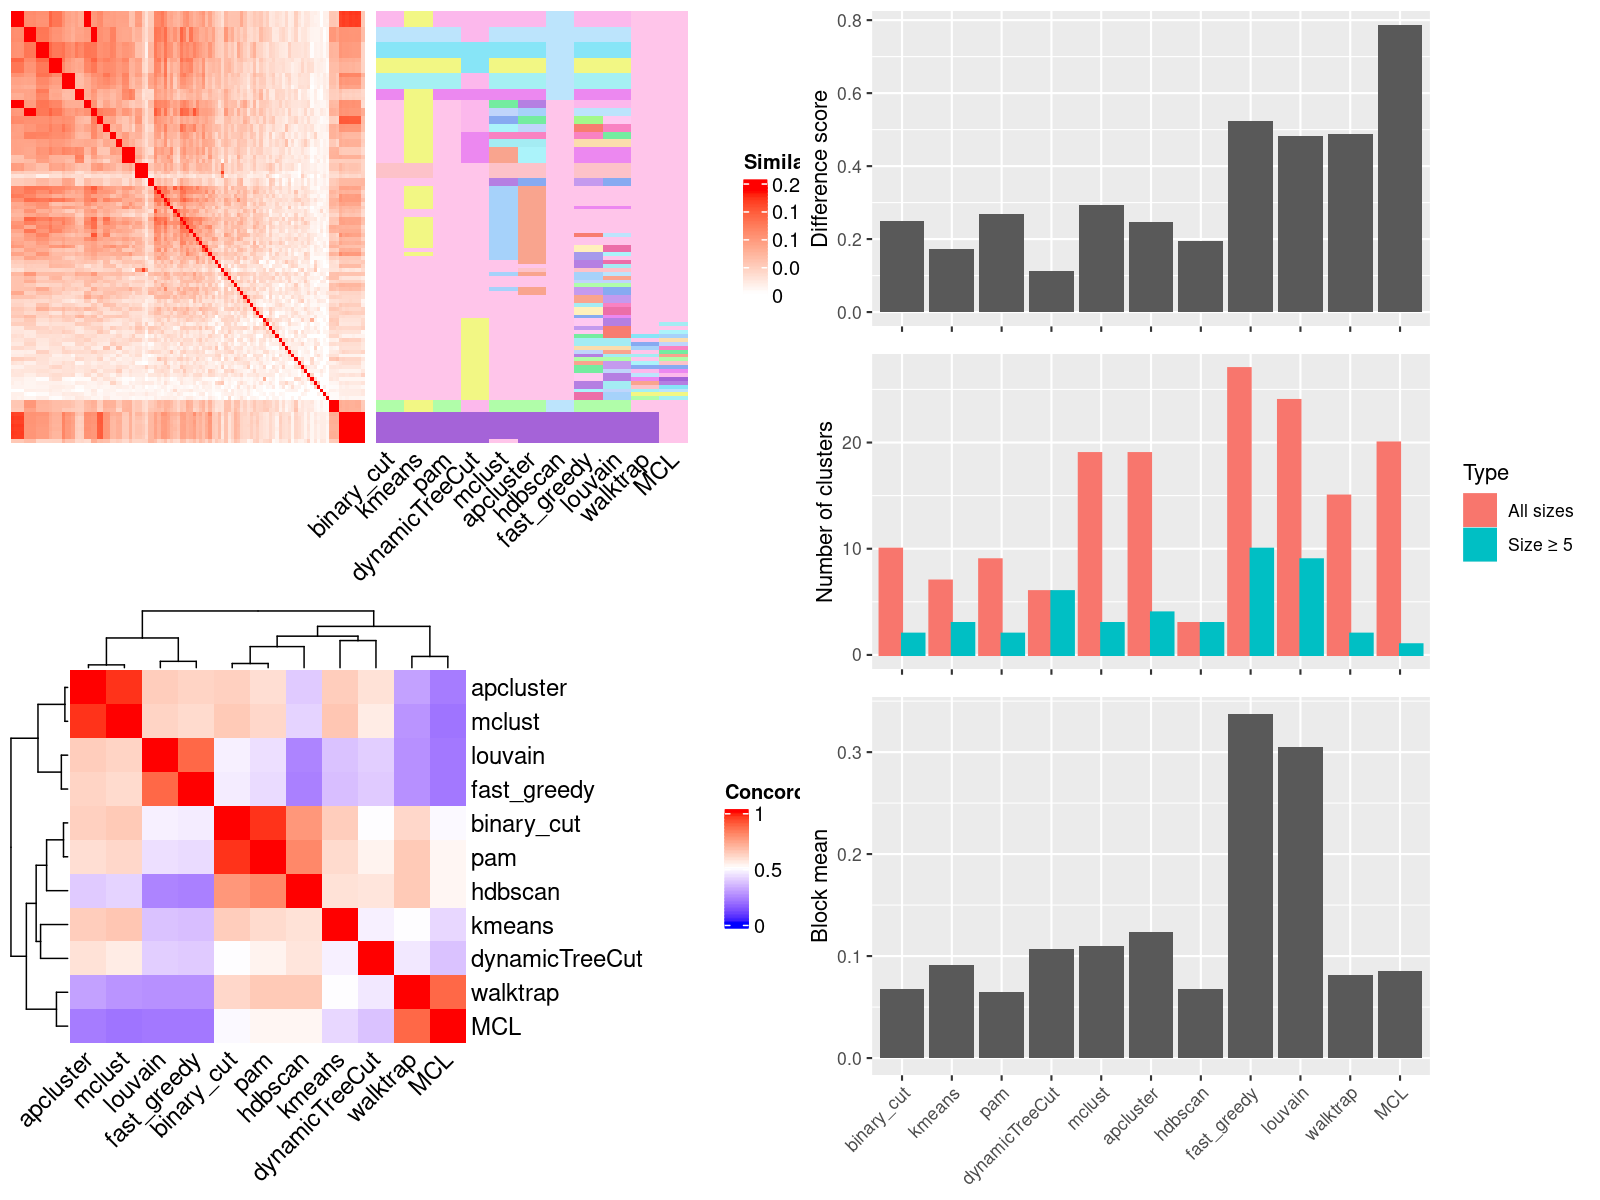 Simila
0.2
0.1
0.1
0.0
0
binary_cut
kmeans
pam
dynamicTreeCut
mclust
apcluster
hdbscan
fast_greedy
louvain
walktrap
MCL
apcluster
mclust
louvain
fast_greedy
binary_cut
pam
hdbscan
kmeans
dynamicTreeCut
walktrap
MCL
apcluster
mclust
louvain
fast_greedy
binary_cut
pam
hdbscan
kmeans
dynamicTreeCut
walktrap
MCL
Concord
1
0.5
0
Difference score
0.8
0.6
0.4
0.2
0.0
Number of clusters
20
10
0
Type
All sizes
Size ≥ 5
Block mean
0.3
0.2
0.1
0.0
binary_cut
kmeans
pam
dynamicTreeCut
mclust
apcluster
hdbscan
fast_greedy
louvain
walktrap
MCL